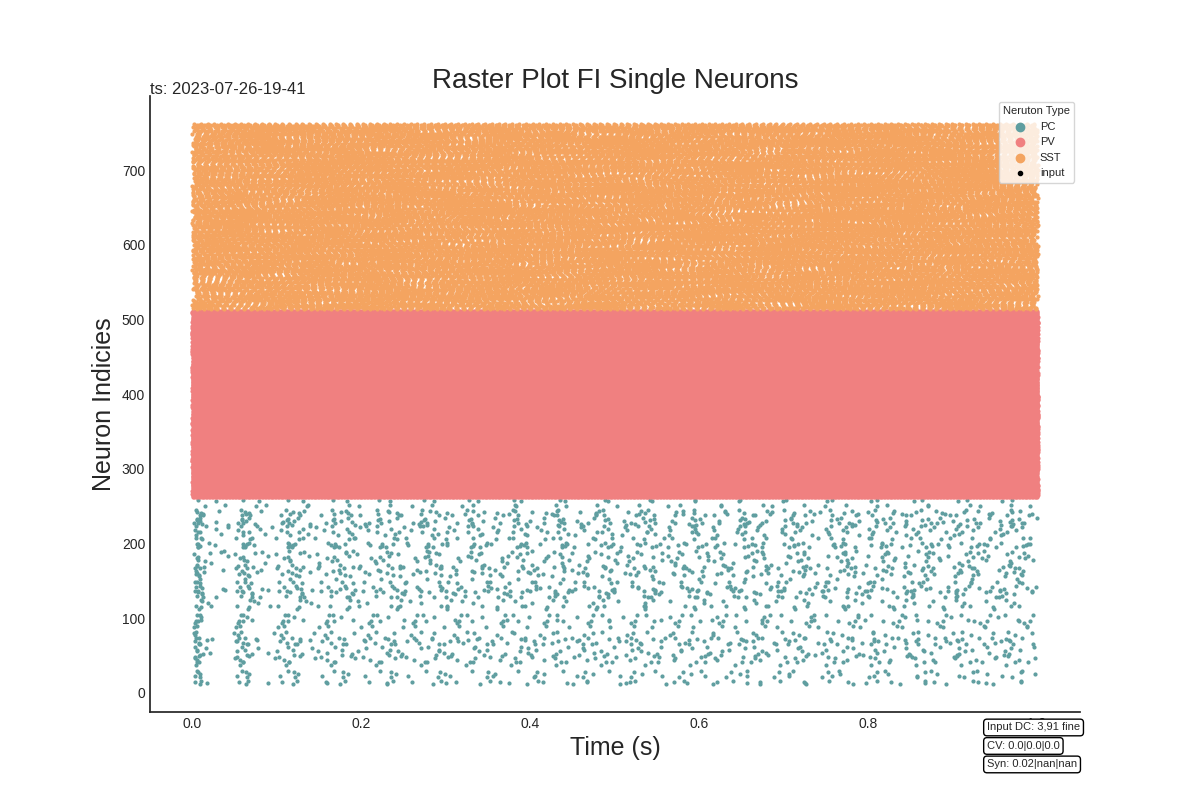 Raster Plot FI Single Neurons
ts: 2023-07-26-19-41
Neruton Type
PC
PV
SST
input
Neuron Indicies
700
600
500
400
300
200
100
0
0.0 0.2 0.4 0.6 0.8
Time (s)
Input DC: 3,91 fine
CV: 0.0|0.0|0.0
Syn: 0.02|nan|nan